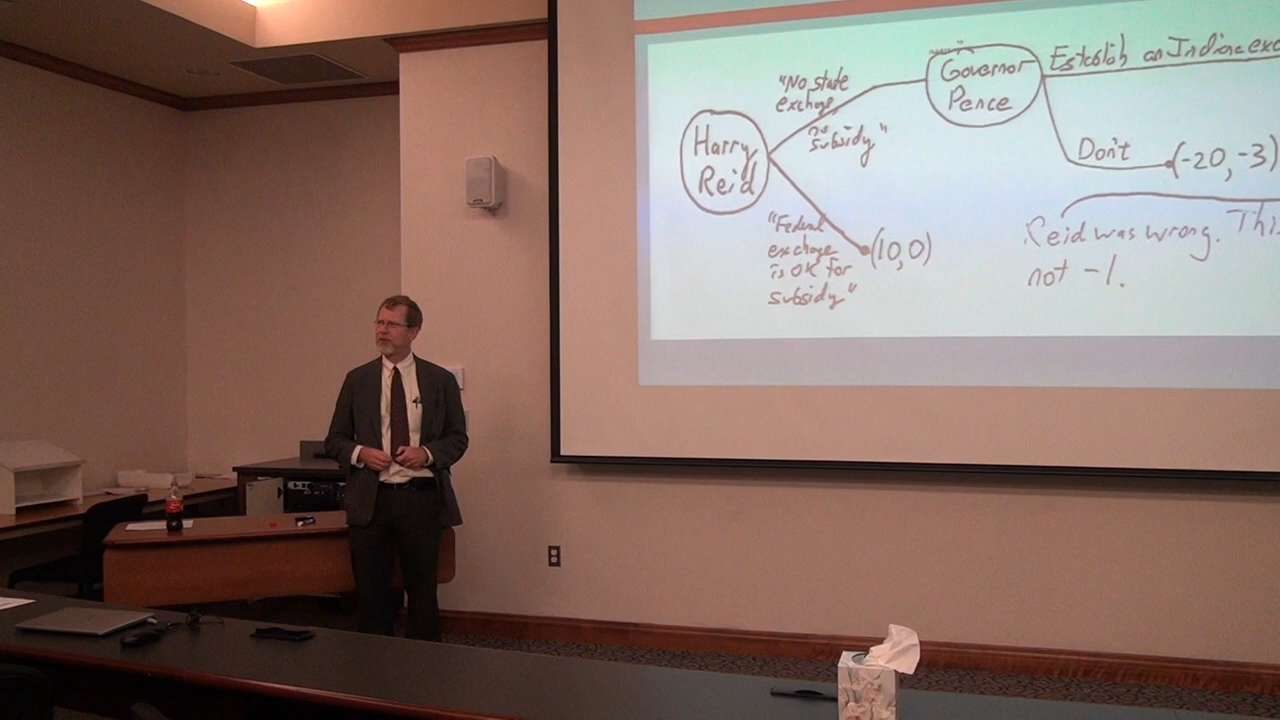 "No state
exchange,
no
subsidy"
Governor
Pence
Establish an Indiana exc
Harry
Reid
Don't
(-20, -3)
"Federal
exchange
is OK for
subsidy"
(10,0)
Reid was wrong. This
not -1.